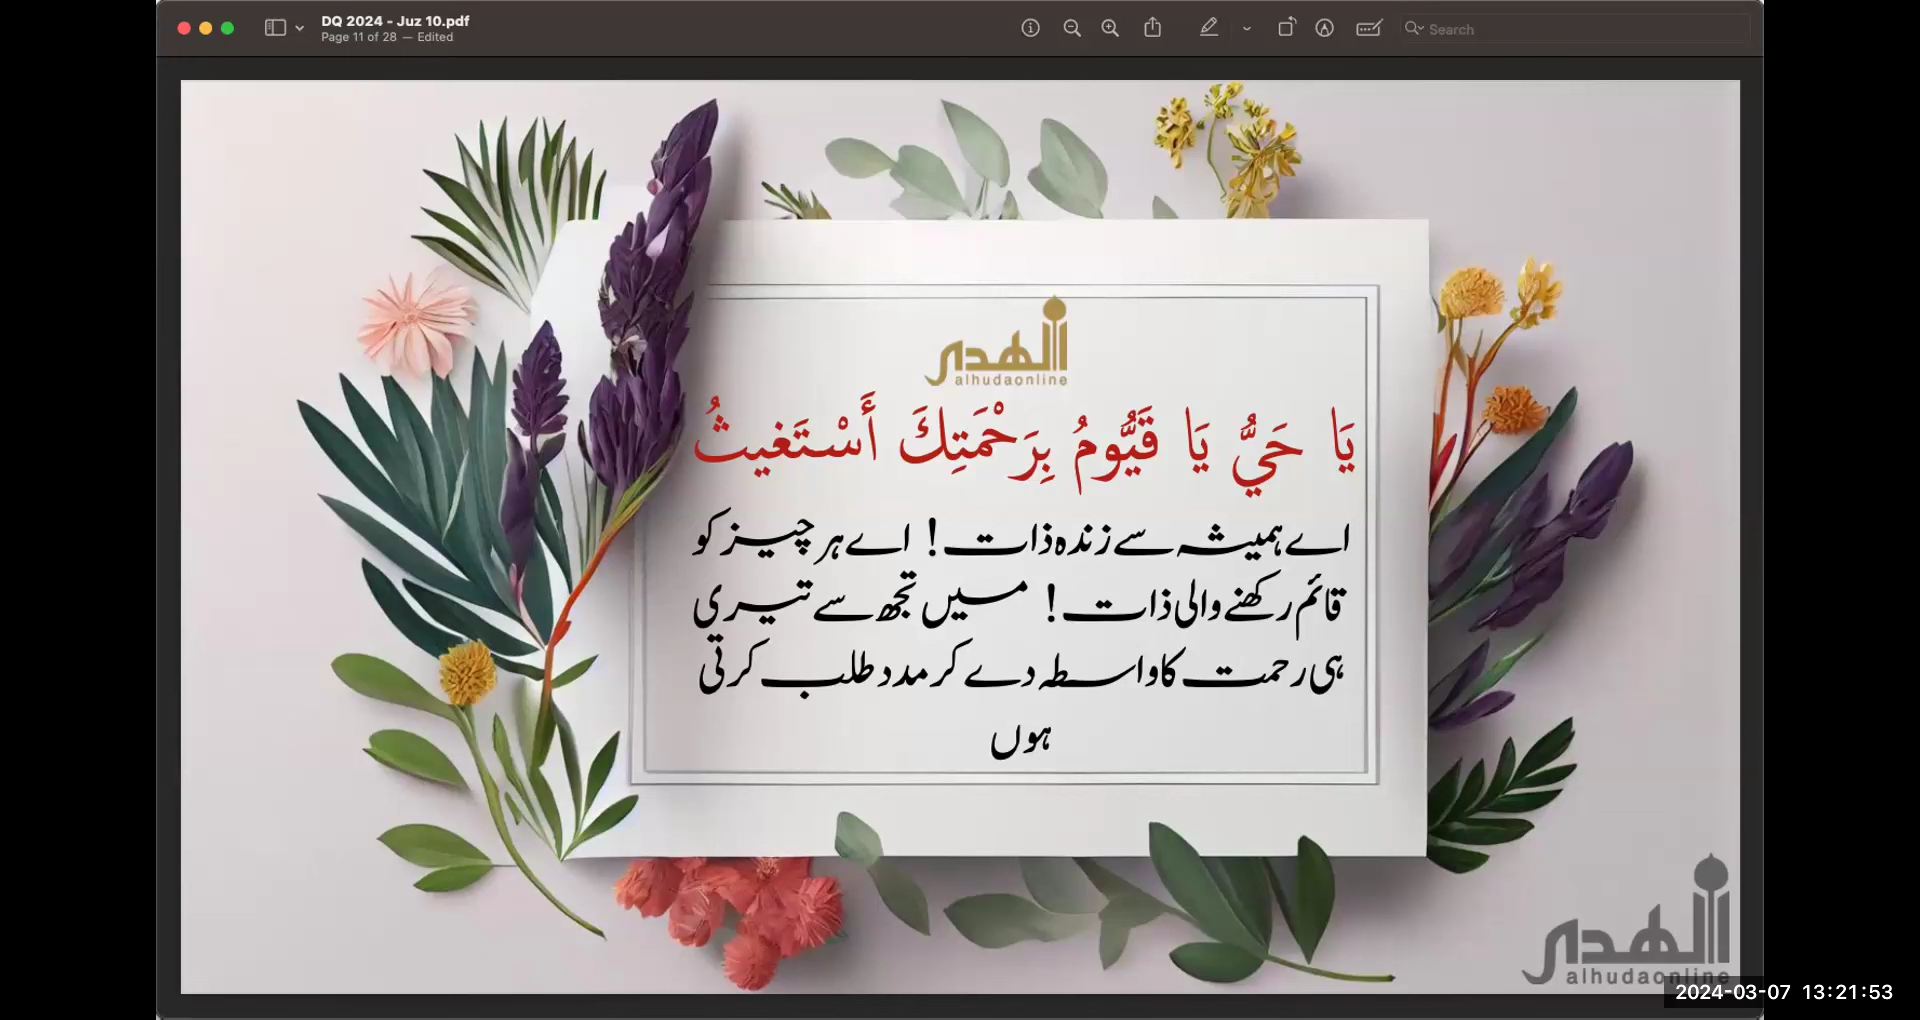 DQ 2024 - Juz 10.pdf
Page 11 of 28 — Edited
Search
الهدى
alhudaonline
يَا حَيُّ يَا قَيُّومُ بِرَحْمَتِكَ أَسْتَغيثُ
اے ہمیشہ سے زندہ ذات! اے ہر چیز کو
قائم رکھنے والی ذات! میں تجھ سے تیری
ہی رحمت کا واسطہ دے کر مدد طلب کرتی
ہوں
الهدى
alhudaonline
2024-03-07 13:21:53